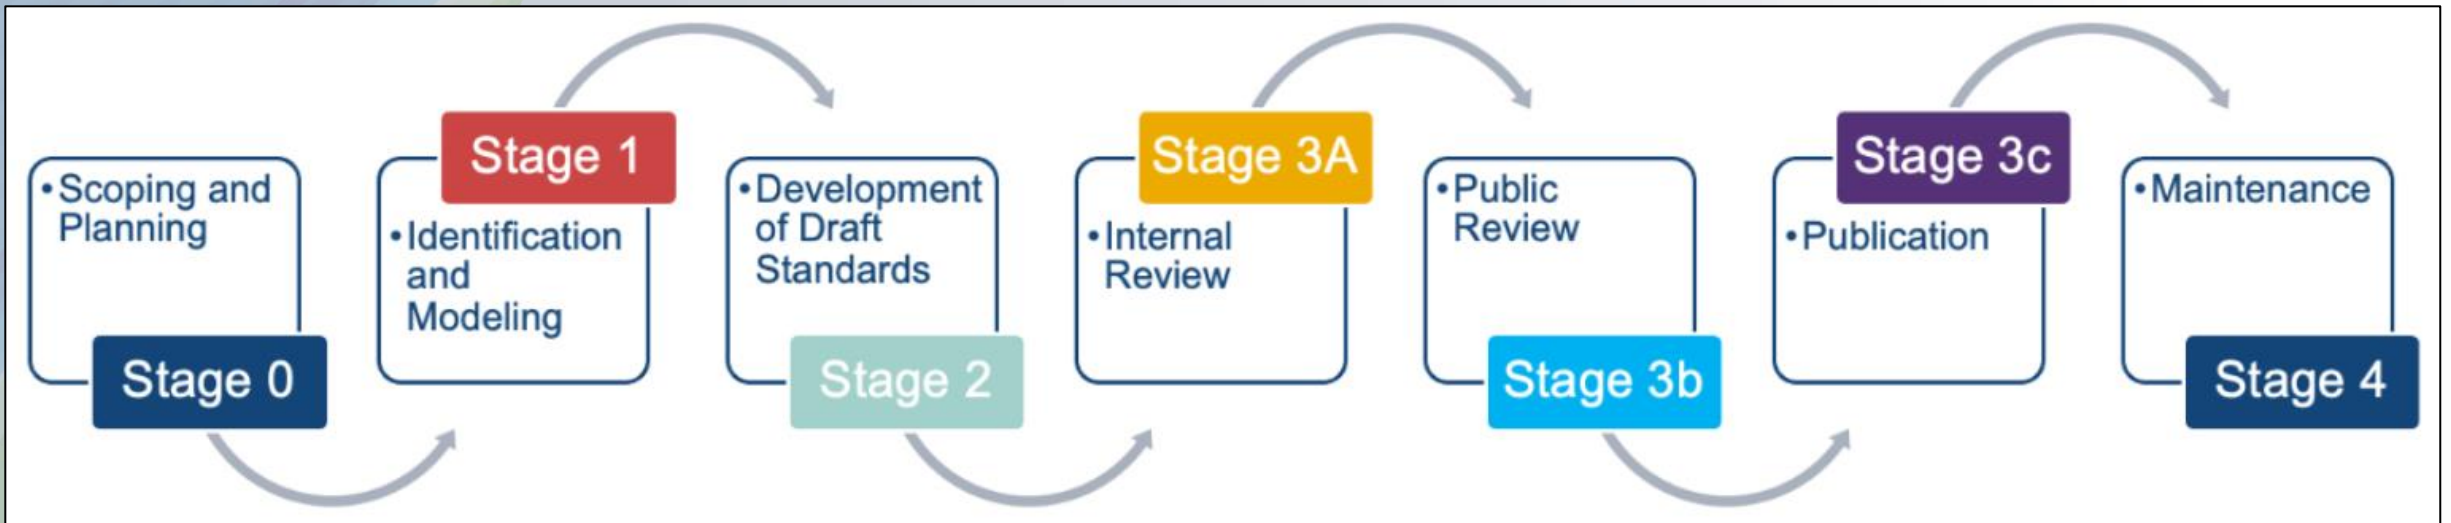 • Scoping and
Planning
Stage 0
Stage 1
• Identification
and
Modeling
• Development
of Draft
Standards
Stage 2
Stage 3A
• Internal
Review
• Public
Review
Stage 3b
Stage 3c
• Publication
• Maintenance
Stage 4